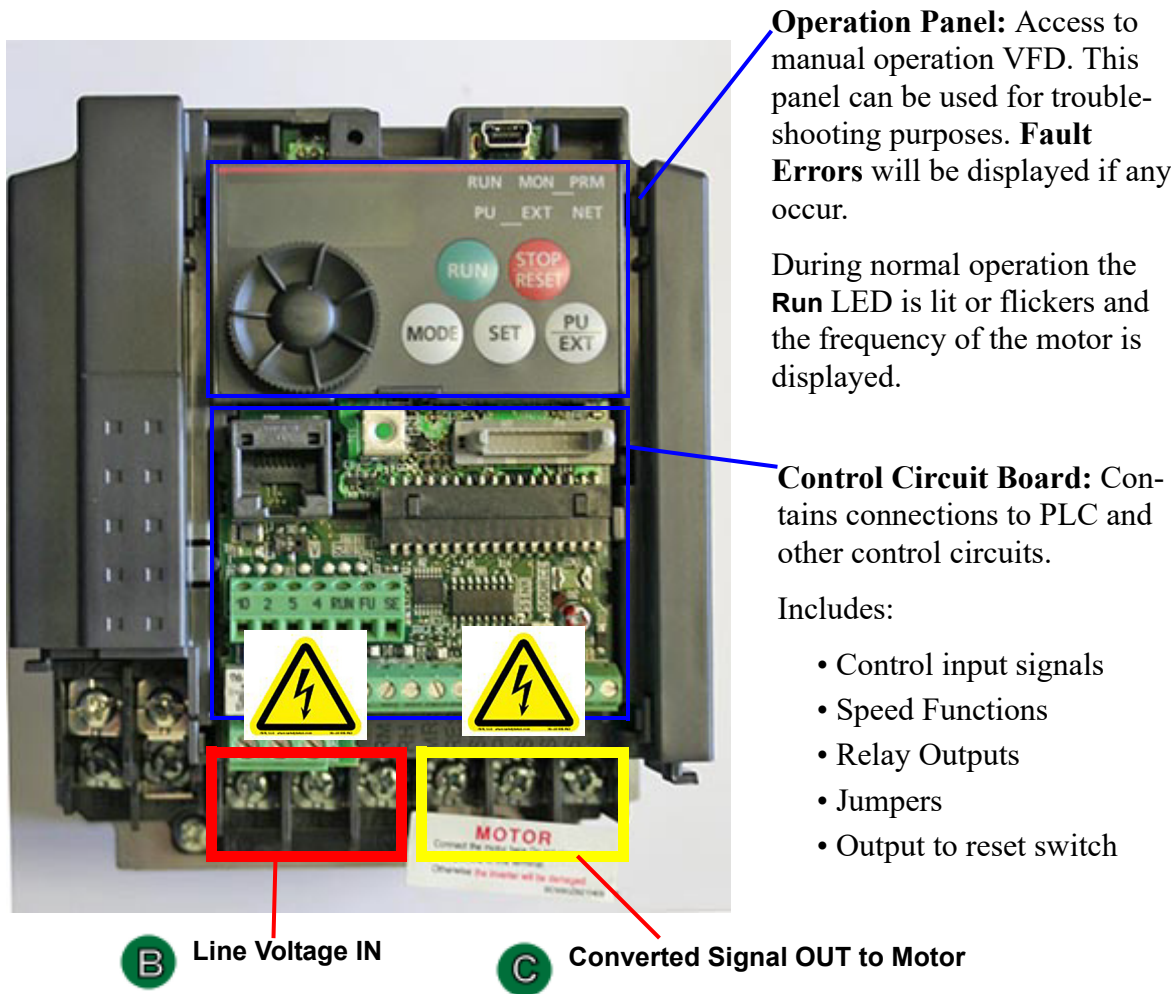 Operation Panel: Access to
manual operation VFD. This
panel can be used for trouble-
shooting purposes. Fault
Errors will be displayed if any
occur.
During normal operation the
Run LED is lit or flickers and
the frequency of the motor is
displayed.
RUN MON PRM
PU EXT NET
RUN
STOP
RESET
MODE
SET
PU
EXT
Control Circuit Board: Con-
tains connections to PLC and
other control circuits.
Includes:
• Control input signals
• Speed Functions
• Relay Outputs
• Jumpers
• Output to reset switch
10 2 5 4 RUN FU SE
MOTOR
Connect the motor here
Otherwise the inverter will be damaged
B Line Voltage IN
C Converted Signal OUT to Motor